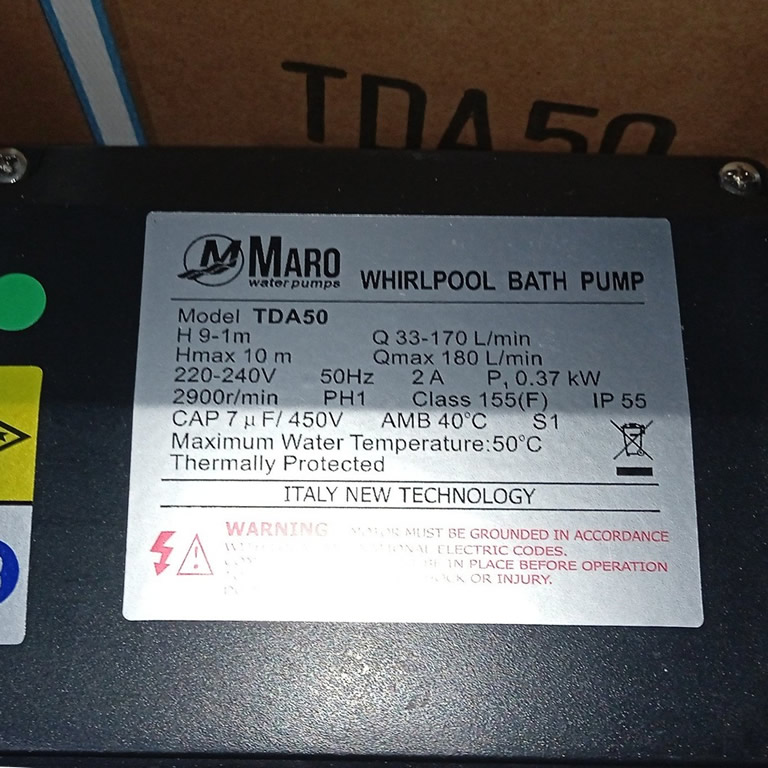 TDA50
MARO
water pumps
WHIRLPOOL BATH PUMP
Model TDA50
H 9-1m Q 33-170 L/min
Hmax 10 m Qmax 180 L/min
220-240V 50Hz 2 A P, 0.37 kW
2900r/min PH1 Class 155(F) IP 55
CAP 7 μF/ 450V AMB 40°C S1
Maximum Water Temperature:50°C
Thermally Protected
ITALY NEW TECHNOLOGY
WARNING MOTOR MUST BE GROUNDED IN ACCORDANCE
ELECTRIC CODES.
BE IN PLACE BEFORE OPERATION
OR INJURY.